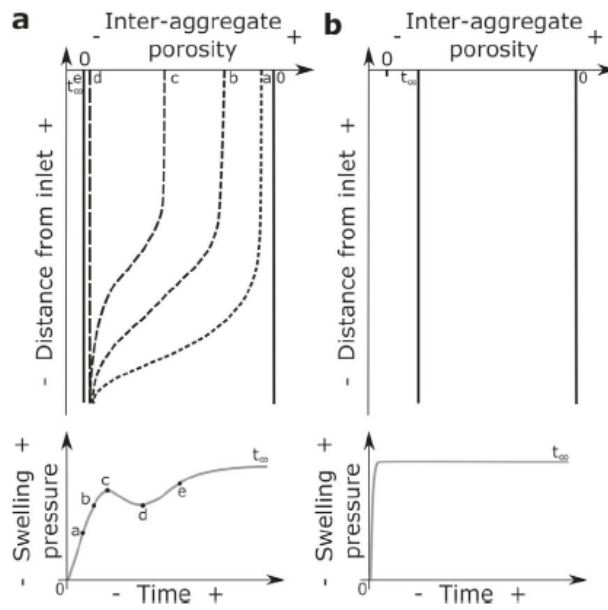 a
- Inter-aggregate +
porosity
0
e d c b a 0
t∞
- Distance from inlet +
b
- Inter-aggregate +
porosity
0
t∞ 0
- Distance from inlet +
- Swelling +
pressure
a b c d e t∞
0 - Time +
- Swelling +
pressure
t∞
0 - Time +